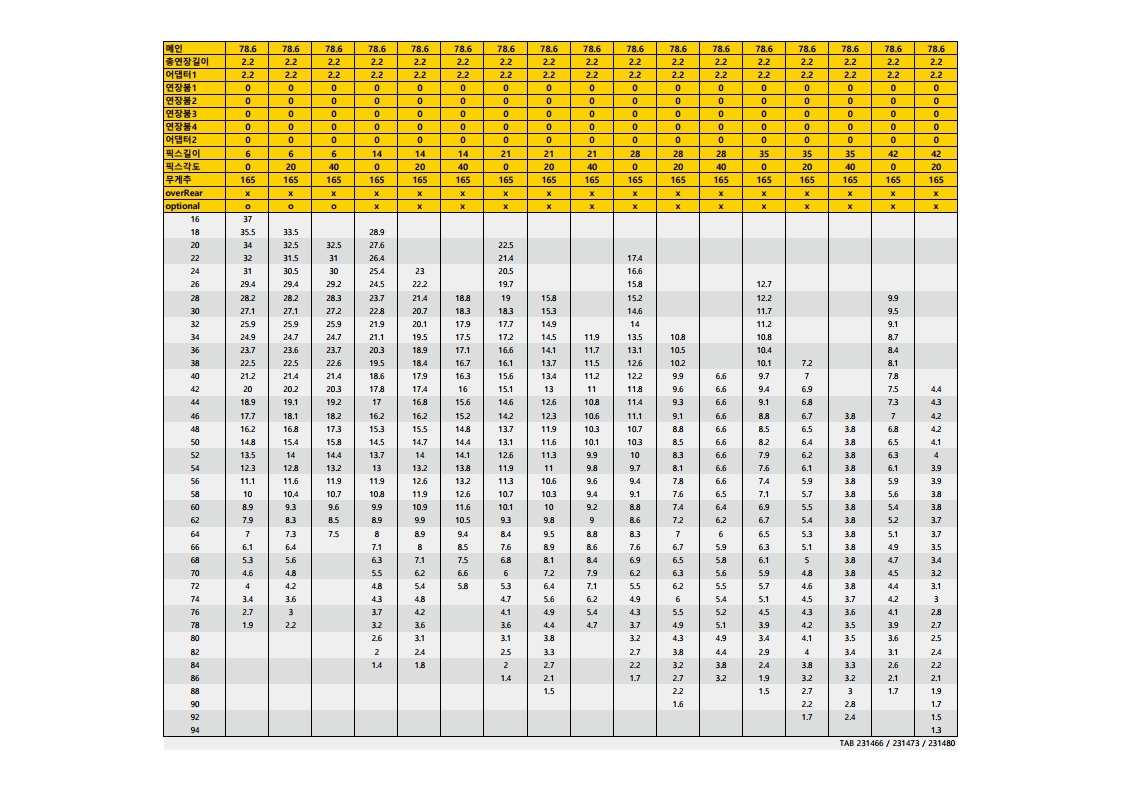 메인 78.6 78.6 78.6 78.6 78.6 78.6 78.6 78.6 78.6 78.6 78.6 78.6 78.6 78.6 78.6 78.6 78.6
총연장길이 2.2 2.2 2.2 2.2 2.2 2.2 2.2 2.2 2.2 2.2 2.2 2.2 2.2 2.2 2.2 2.2 2.2
어댑터1 2.2 2.2 2.2 2.2 2.2 2.2 2.2 2.2 2.2 2.2 2.2 2.2 2.2 2.2 2.2 2.2 2.2
연장붐1 0 0 0 0 0 0 0 0 0 0 0 0 0 0 0 0 0
연장붐2 0 0 0 0 0 0 0 0 0 0 0 0 0 0 0 0 0
연장붐3 0 0 0 0 0 0 0 0 0 0 0 0 0 0 0 0 0
연장붐4 0 0 0 0 0 0 0 0 0 0 0 0 0 0 0 0 0
어댑터2 0 0 0 0 0 0 0 0 0 0 0 0 0 0 0 0 0
픽스길이 6 6 6 14 14 14 21 21 21 28 28 28 35 35 35 42 42
픽스각도 0 20 40 0 20 40 0 20 40 0 20 40 0 20 40 0 20
무게추 165 165 165 165 165 165 165 165 165 165 165 165 165 165 165 165 165
overRear x x x x x x x x x x x x x x x x x
optional o o o x x x x x x x x x x x x x x
16 37
18 35.5 33.5 28.9
20 34 32.5 32.5 27.6 22.5
22 32 31.5 31 26.4 21.4 17.4
24 31 30.5 30 25.4 23 20.5 16.6
26 29.4 29.4 29.2 24.5 22.2 19.7 15.8 12.7
28 28.2 28.2 28.3 23.7 21.4 18.8 19 15.8 15.2 12.2 9.9
30 27.1 27.1 27.2 22.8 20.7 18.3 18.3 15.3 14.6 11.7 9.5
32 25.9 25.9 25.9 21.9 20.1 17.9 17.7 14.9 14 11.2 9.1
34 24.9 24.7 24.7 21.1 19.5 17.5 17.2 14.5 11.9 13.5 10.8 10.8 8.7
36 23.7 23.6 23.7 20.3 18.9 17.1 16.6 14.1 11.7 13.1 10.5 10.4 8.4
38 22.5 22.5 22.6 19.5 18.4 16.7 16.1 13.7 11.5 12.6 10.2 10.1 7.2 8.1
40 21.2 21.4 21.4 18.6 17.9 16.3 15.6 13.4 11.2 12.2 9.9 6.6 9.7 7 7.8
42 20 20.2 20.3 17.8 17.4 16 15.1 13 11 11.8 9.6 6.6 9.4 6.9 7.5 4.4
44 18.9 19.1 19.2 17 16.8 15.6 14.6 12.6 10.8 11.4 9.3 6.6 9.1 6.8 7.3 4.3
46 17.7 18.1 18.2 16.2 16.2 15.2 14.2 12.3 10.6 11.1 9.1 6.6 8.8 6.7 3.8 7 4.2
48 16.2 16.8 17.3 15.3 15.5 14.8 13.7 11.9 10.3 10.7 8.8 6.6 8.5 6.5 3.8 6.8 4.2
50 14.8 15.4 15.8 14.5 14.7 14.4 13.1 11.6 10.1 10.3 8.5 6.6 8.2 6.4 3.8 6.5 4.1
52 13.5 14 14.4 13.7 14 14.1 12.6 11.3 9.9 10 8.3 6.6 7.9 6.2 3.8 6.3 4
54 12.3 12.8 13.2 13 13.2 13.8 11.9 11 9.8 9.7 8.1 6.6 7.6 6.1 3.8 6.1 3.9
56 11.1 11.6 11.9 11.9 12.6 13.2 11.3 10.6 9.6 9.4 7.8 6.6 7.4 5.9 3.8 5.9 3.9
58 10 10.4 10.7 10.8 11.9 12.6 10.7 10.3 9.4 9.1 7.6 6.5 7.1 5.7 3.8 5.6 3.8
60 8.9 9.3 9.6 9.9 10.9 11.6 10.1 10 9.2 8.8 7.4 6.4 6.9 5.5 3.8 5.4 3.8
62 7.9 8.3 8.5 8.9 9.9 10.5 9.3 9.8 9 8.6 7.2 6.2 6.7 5.4 3.8 5.2 3.7
64 7 7.3 7.5 8 8.9 9.4 8.4 9.5 8.8 8.3 7 6 6.5 5.3 3.8 5.1 3.7
66 6.1 6.4 7.1 8 8.5 7.6 8.9 8.6 7.6 6.7 5.9 6.3 5.1 3.8 4.9 3.5
68 5.3 5.6 6.3 7.1 7.5 6.8 8.1 8.4 6.9 6.5 5.8 6.1 5 3.8 4.7 3.4
70 4.6 4.8 5.5 6.2 6.6 6 7.2 7.9 6.2 6.3 5.6 5.9 4.8 3.8 4.5 3.2
72 4 4.2 4.8 5.4 5.8 5.3 6.4 7.1 5.5 6.2 5.5 5.7 4.6 3.8 4.4 3.1
74 3.4 3.6 4.3 4.8 4.7 5.6 6.2 4.9 6 5.4 5.1 4.5 3.7 4.2 3
76 2.7 3 3.7 4.2 4.1 4.9 5.4 4.3 5.5 5.2 4.5 4.3 3.6 4.1 2.8
78 1.9 2.2 3.2 3.6 3.6 4.4 4.7 3.7 4.9 5.1 3.9 4.2 3.5 3.9 2.7
80 2.6 3.1 3.1 3.8 3.2 4.3 4.9 3.4 4.1 3.5 3.6 2.5
82 2 2.4 2.5 3.3 2.7 3.8 4.4 2.9 4 3.4 3.1 2.4
84 1.4 1.8 2 2.7 2.2 3.2 3.8 2.4 3.8 3.3 2.6 2.2
86 1.4 2.1 1.7 2.7 3.2 1.9 3.2 3.2 2.1 2.1
88 1.5 2.2 1.5 2.7 3 1.7 1.9
90 1.6 2.2 2.8 1.7
92 1.7 2.4 1.5
94 1.3
TAB 231466 / 231473 / 231480